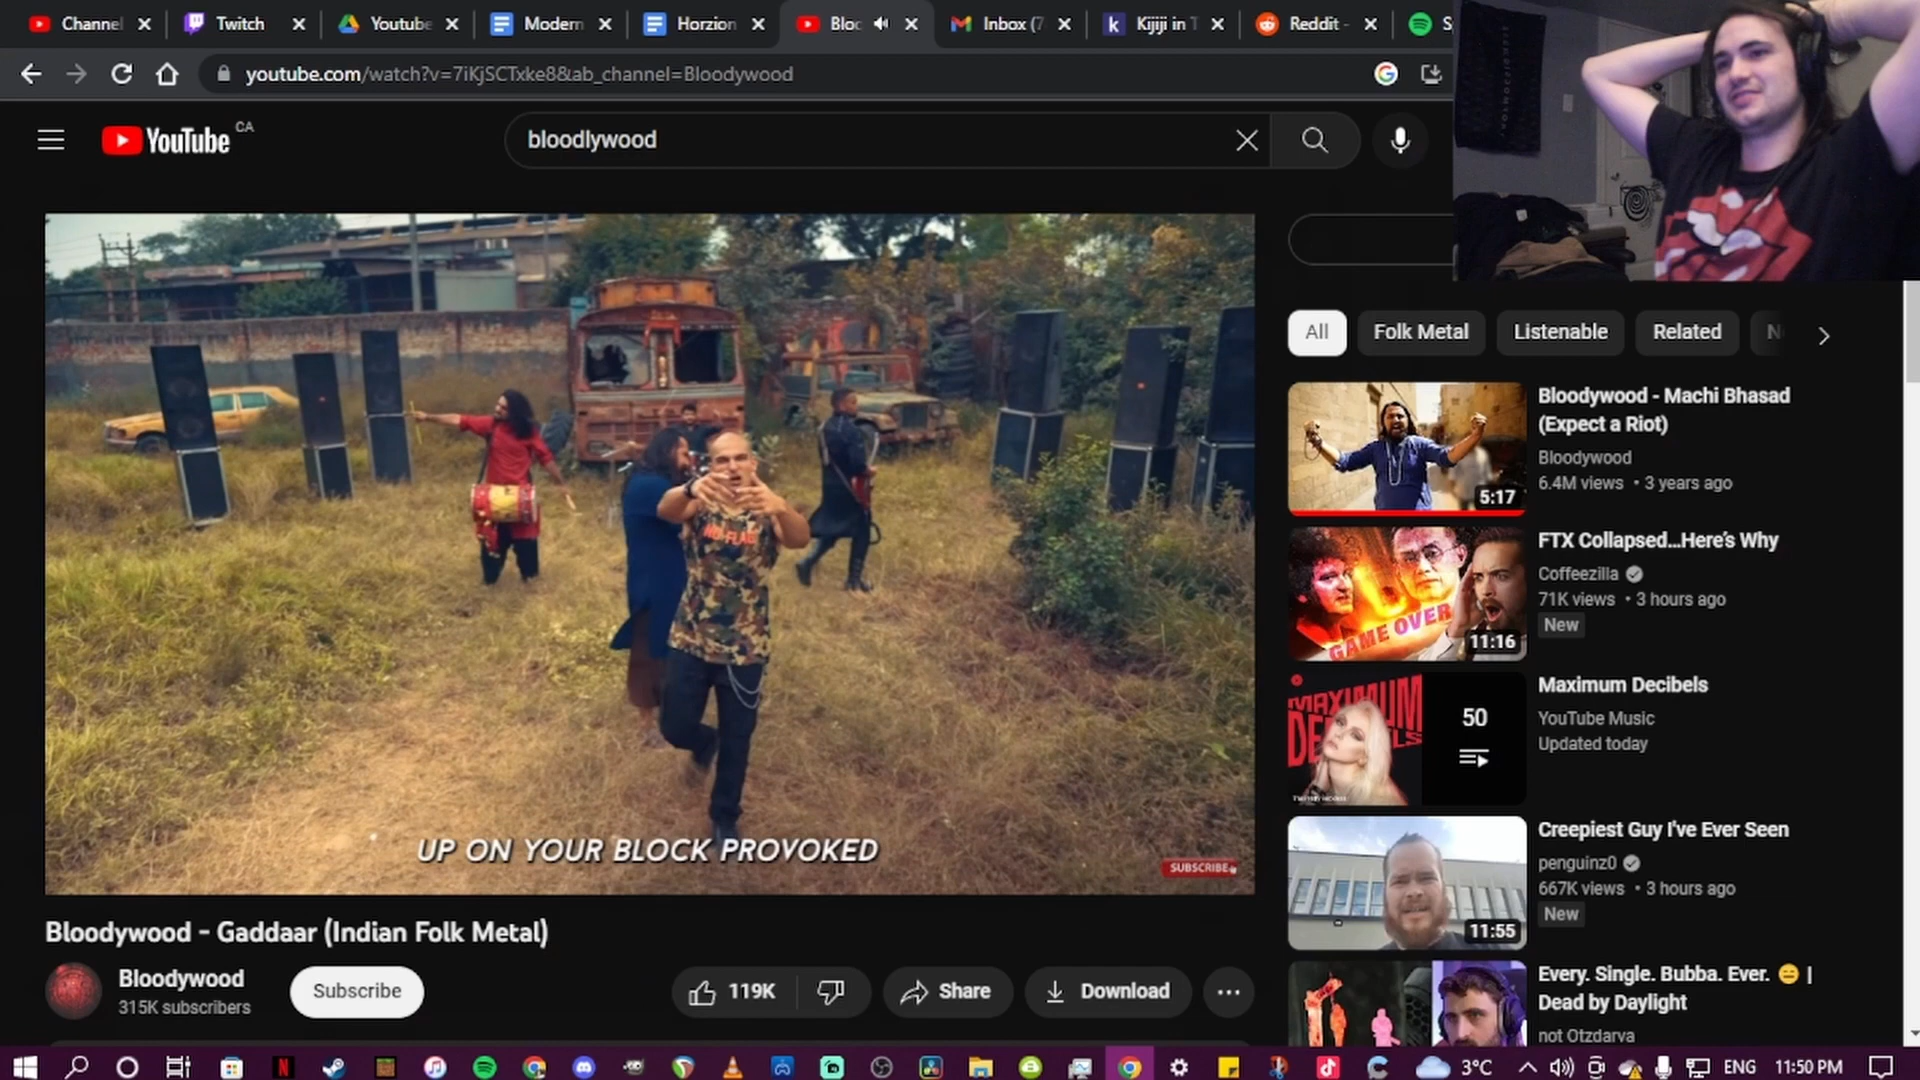 Channel
Twitch
Youtube
Modern
Horzion
Bloc
Inbox (7
Kijiji in T
Reddit -
S
youtube.com/watch?v=7iKjSCTxke8&ab_channel=Bloodywood
YouTube CA
bloodlywood
All
Folk Metal
Listenable
Related
Bloodywood - Machi Bhasad
(Expect a Riot)
Bloodywood
6.4M views • 3 years ago
5:17
FTX Collapsed...Here's Why
Coffeezilla
71K views • 3 hours ago
New
GAME OVER
11:16
Maximum Decibels
YouTube Music
Updated today
50
Creepiest Guy I've Ever Seen
penguinz0
667K views • 3 hours ago
New
11:55
Every. Single. Bubba. Ever. 😑 |
Dead by Daylight
not Otzdarva
UP ON YOUR BLOCK PROVOKED
SUBSCRIBE
Bloodywood - Gaddaar (Indian Folk Metal)
Bloodywood
315K subscribers
Subscribe
119K
Share
Download
3°C
ENG
11:50 PM